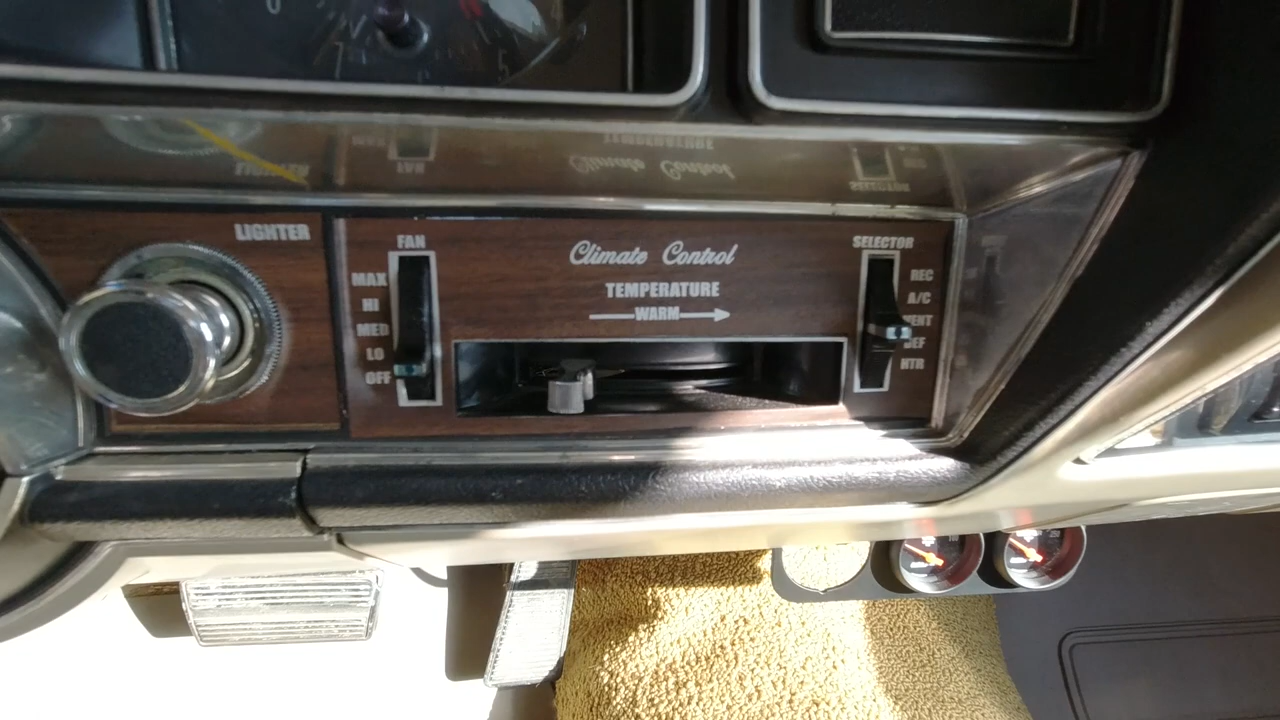 LIGHTER
FAN
MAX
HI
MED
LO
OFF
Climate Control
TEMPERATURE
WARM
SELECTOR
REC
A/C
VENT
DEF
HTR